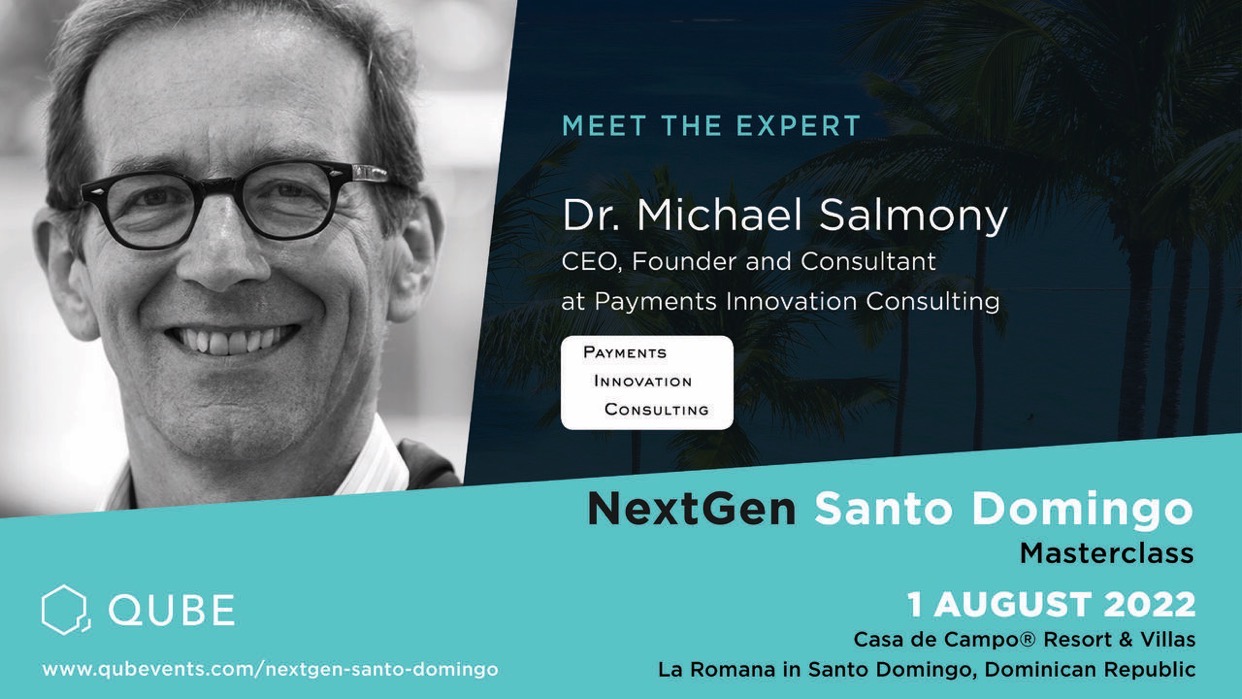 MEET THE EXPERT
Dr. Michael Salmony
CEO, Founder and Consultant
at Payments Innovation Consulting
PAYMENTS
INNOVATION
CONSULTING
NextGen Santo Domingo
Masterclass
1 AUGUST 2022
Casa de Campo® Resort & Villas
La Romana in Santo Domingo, Dominican Republic
QUBE
www.qubevents.com/nextgen-santo-domingo